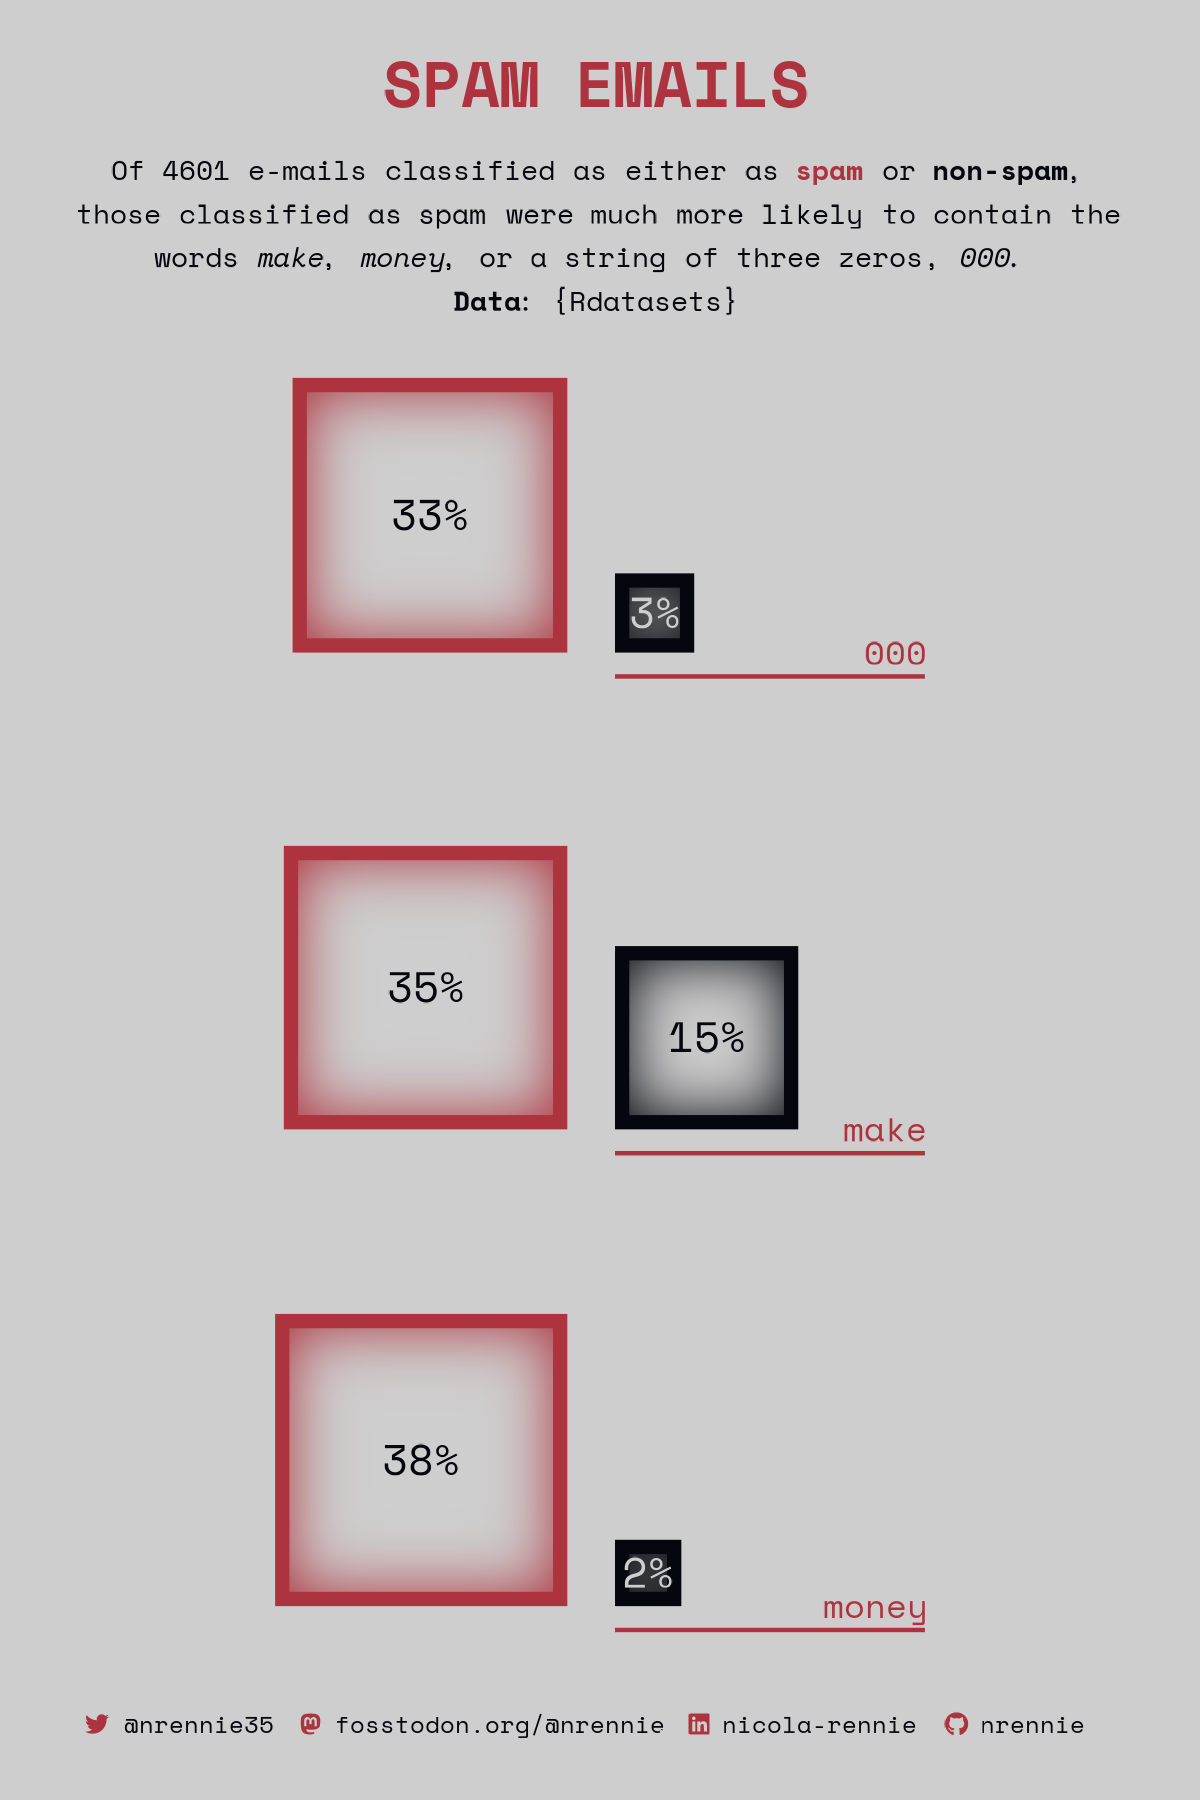 SPAM EMAILS
Of 4601 e-mails classified as either as spam or non-spam,
those classified as spam were much more likely to contain the
words make, money, or a string of three zeros, 000.
Data: {Rdatasets}
33%
3%
000
35%
15%
make
38%
2%
money
@nrennie35 fosstodon.org/@nrennie nicola-rennie nrennie